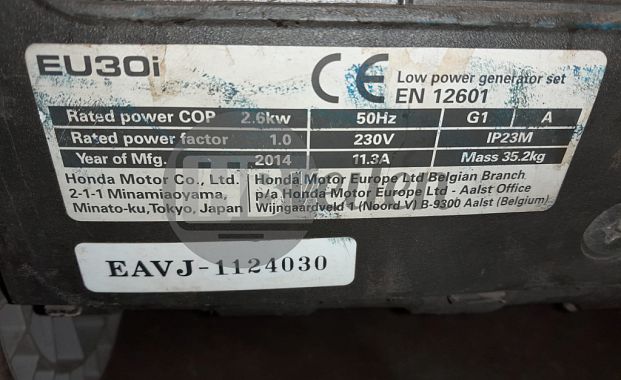 EU30i
CE Low power generator set
EN 12601
Rated power COP 2.6kw 50Hz G1 A
Rated power factor 1.0 230V IP23M
Year of Mfg. 2014 11.3A Mass 35.2kg
Honda Motor Co., Ltd. Honda Motor Europe Ltd Belgian Branch
2-1-1 Minamiaoyama, p/a Honda Motor Europe Ltd - Aalst Office
Minato-ku,Tokyo, Japan Wijngaardveld 1 (Noord V) B-9300 Aalst (Belgium)
EAVJ-1124030